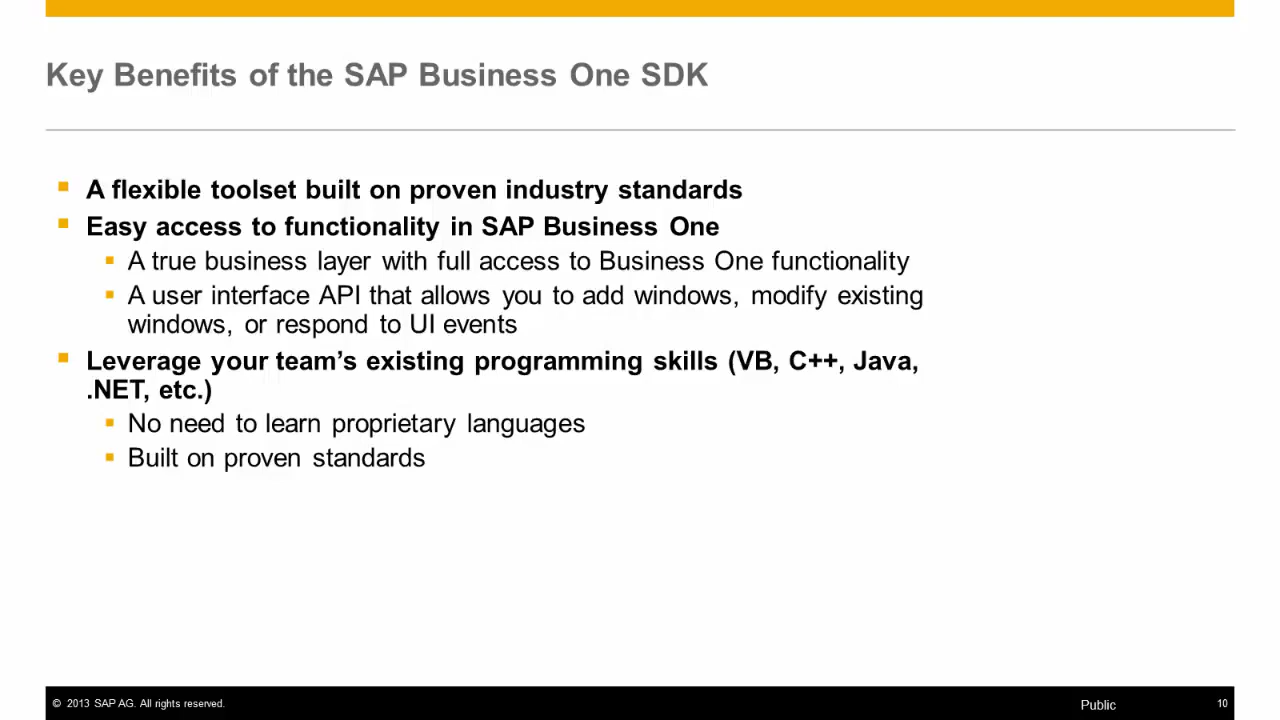 Key Benefits of the SAP Business One SDK
A flexible toolset built on proven industry standards
Easy access to functionality in SAP Business One
A true business layer with full access to Business One functionality
A user interface API that allows you to add windows, modify existing
windows, or respond to UI events
Leverage your team’s existing programming skills (VB, C++, Java,
.NET, etc.)
No need to learn proprietary languages
Built on proven standards
© 2013 SAP AG. All rights reserved.
Public
10